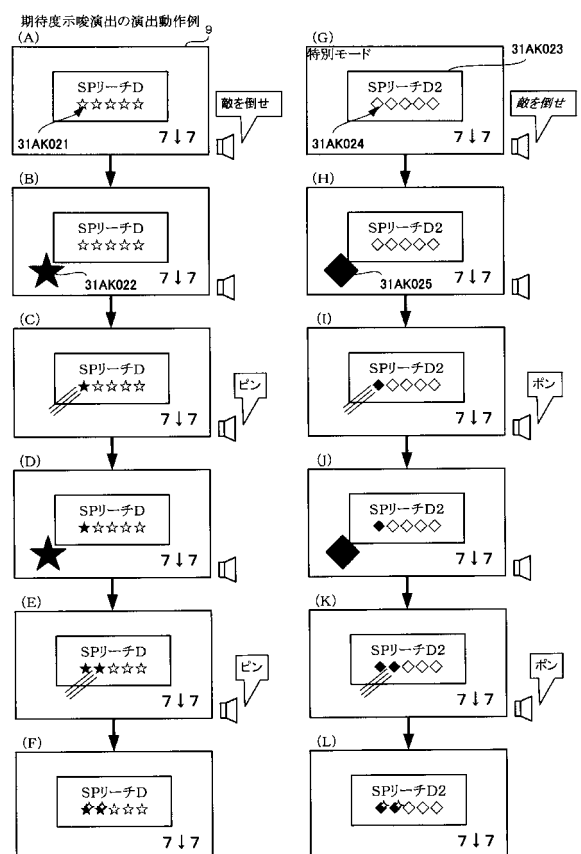 期待度示唆演出の演出動作例
(A)
9
SPリーチD
☆☆☆☆☆
31AK021
7↓7
敵を倒せ
(B)
SPリーチD
☆☆☆☆☆
★
31AK022
7↓7
(C)
SPリーチD
★☆☆☆☆
7↓7
ピン
(D)
SPリーチD
★☆☆☆☆
★
7↓7
(E)
SPリーチD
★★☆☆☆
7↓7
ピン
(F)
SPリーチD
★★☆☆☆
7↓7
(G)
特別モード
31AK023
SPリーチD2
◇◇◇◇◇
31AK024
7↓7
敵を倒せ
(H)
SPリーチD2
◇◇◇◇◇
◆
31AK025
7↓7
(I)
SPリーチD2
◆◇◇◇◇
7↓7
ポン
(J)
SPリーチD2
◆◇◇◇◇
◆
7↓7
(K)
SPリーチD2
◆◆◇◇◇
7↓7
ポン
(L)
SPリーチD2
◆◆◇◇◇
7↓7